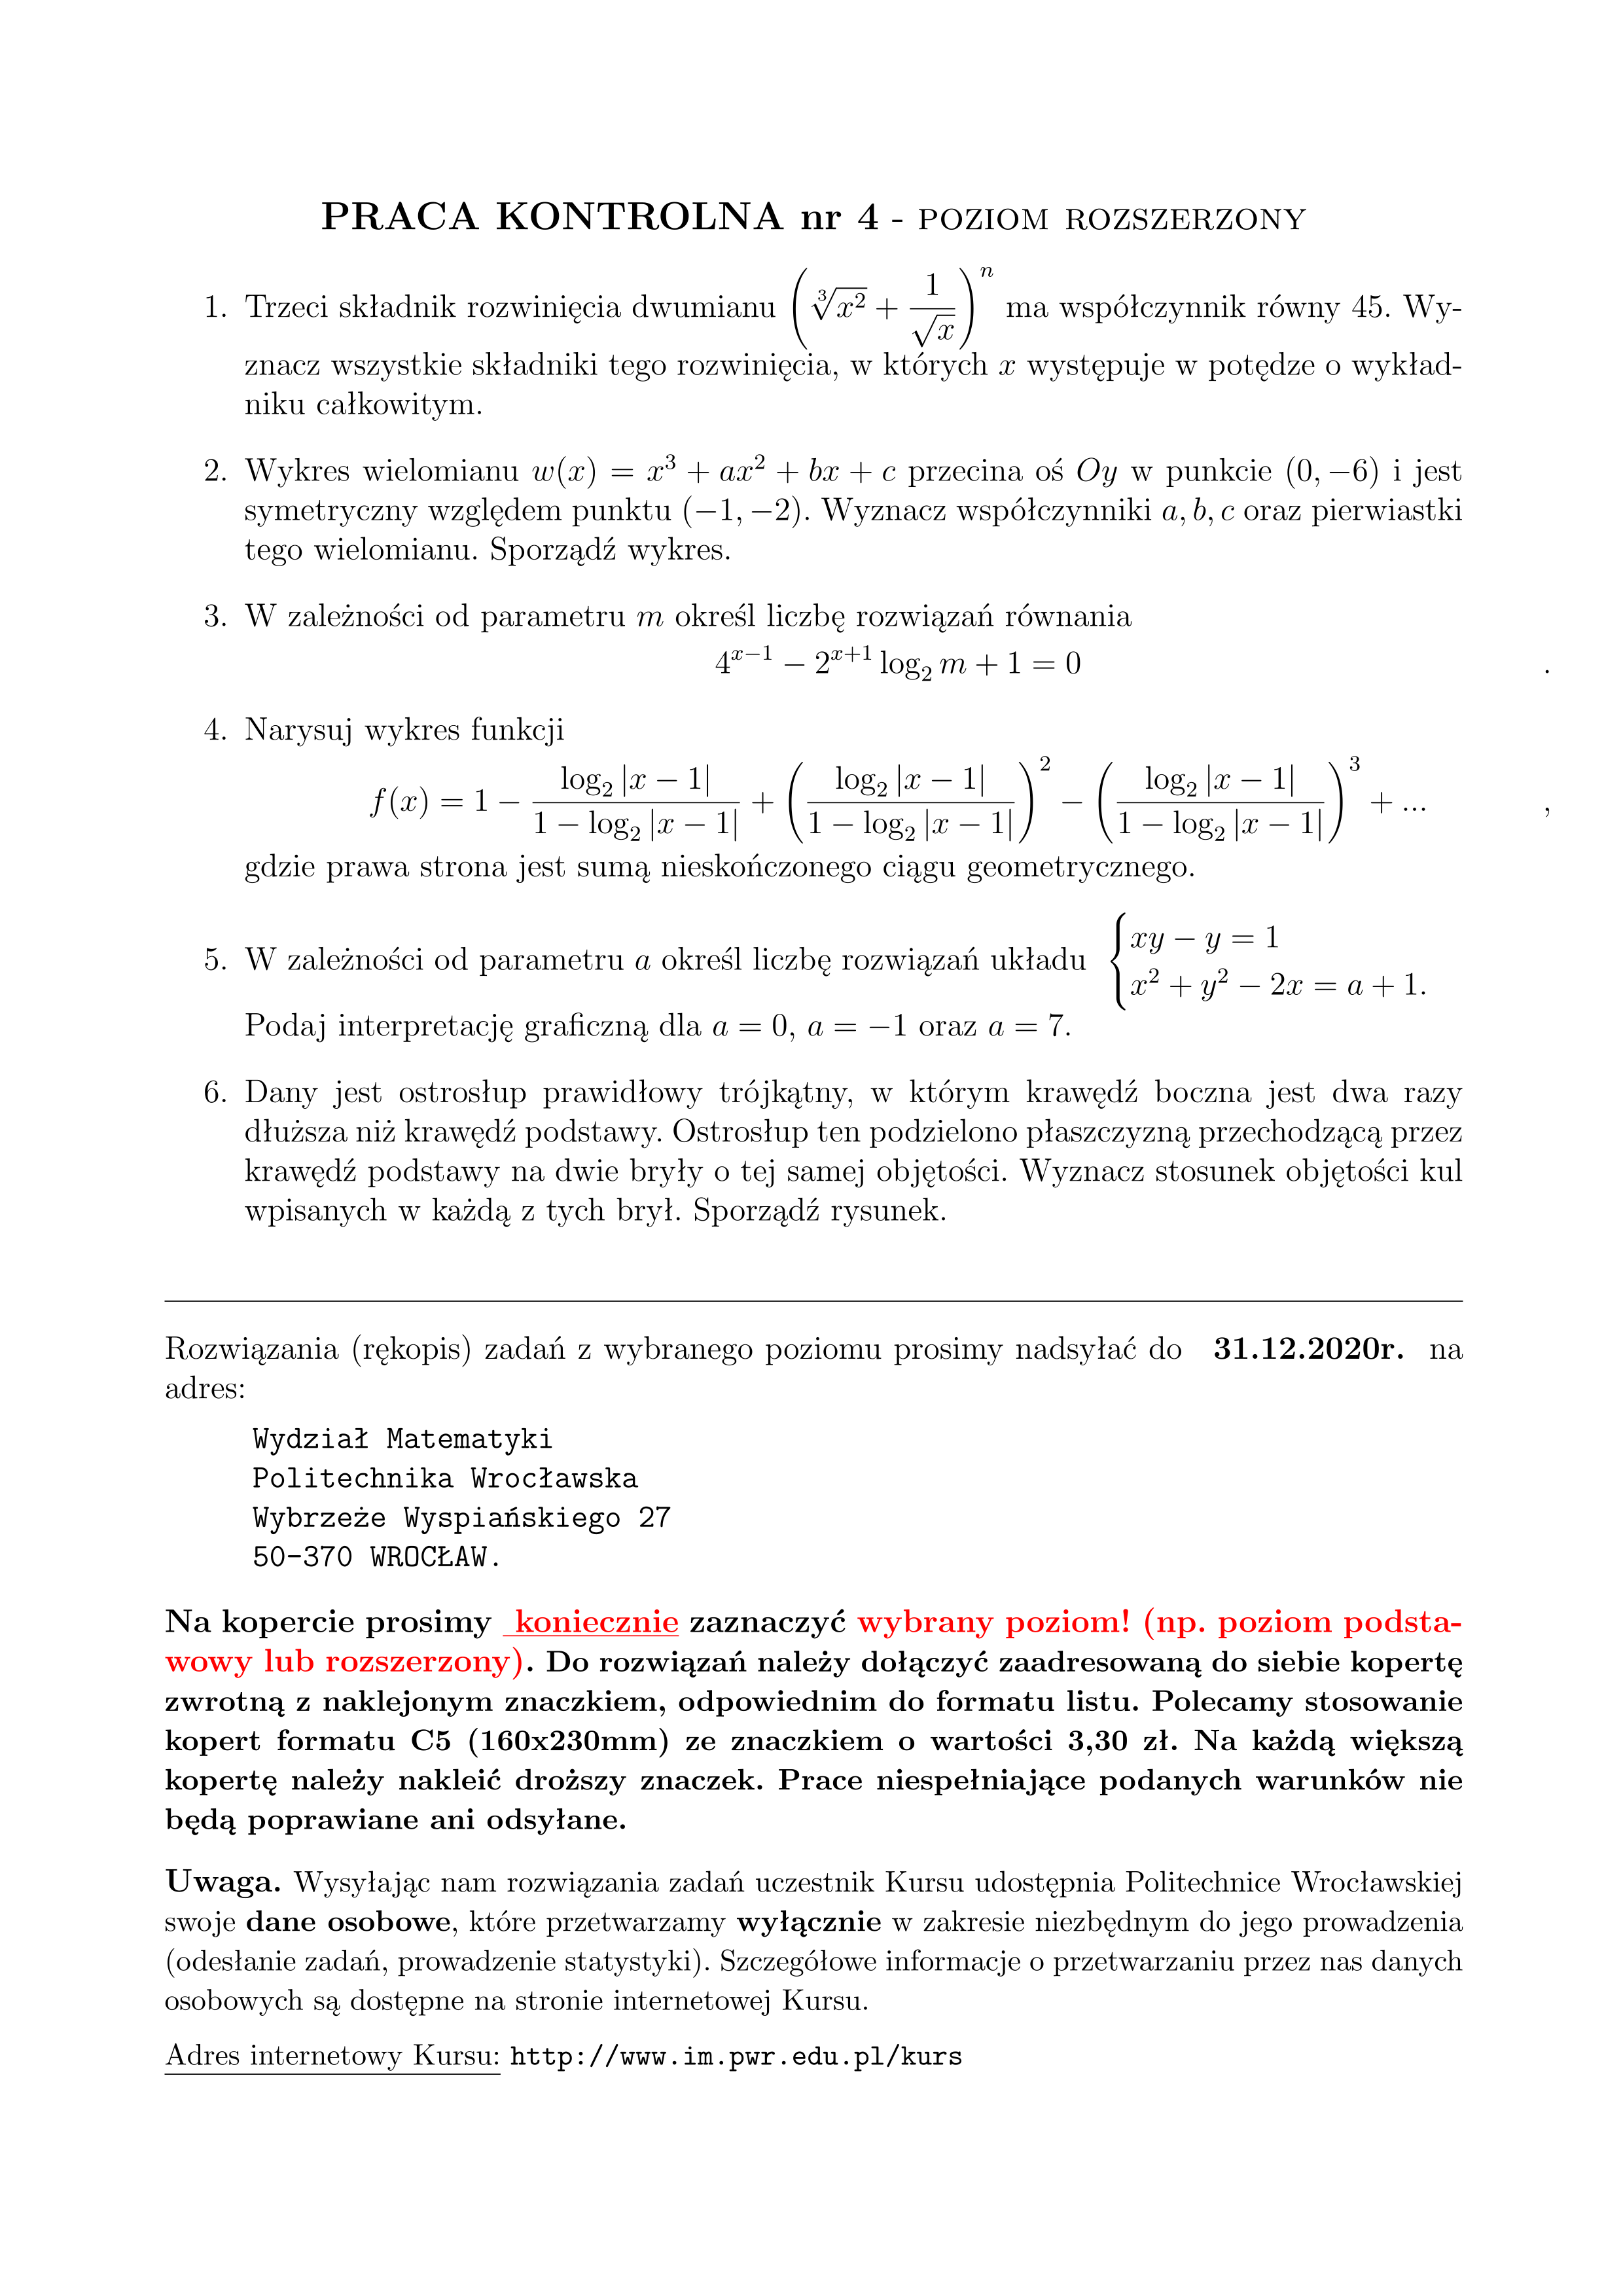 PRACA KONTROLNA nr 4 - POZIOM ROZSZERZONY
1. Trzeci składnik rozwinięcia dwumianu $\left(\sqrt[3]{x^2} + \frac{1}{\sqrt{x}}\right)^n$ ma współczynnik równy 45. Wy-
znacz wszystkie składniki tego rozwinięcia, w których $x$ występuje w potędze o wykład-
niku całkowitym.
2. Wykres wielomianu $w(x) = x^3 + ax^2 + bx + c$ przecina oś $Oy$ w punkcie $(0, -6)$ i jest
symetryczny względem punktu $(-1, -2)$. Wyznacz współczynniki $a, b, c$ oraz pierwiastki
tego wielomianu. Sporządź wykres.
3. W zależności od parametru $m$ określ liczbę rozwiązań równania
$4^{x-1} - 2^{x+1} \log_2 m + 1 = 0$ .
4. Narysuj wykres funkcji
$f(x) = 1 - \frac{\log_2 |x-1|}{1 - \log_2 |x-1|} + \left(\frac{\log_2 |x-1|}{1 - \log_2 |x-1|}\right)^2 - \left(\frac{\log_2 |x-1|}{1 - \log_2 |x-1|}\right)^3 + ...$ ,
gdzie prawa strona jest sumą nieskończonego ciągu geometrycznego.
5. W zależności od parametru $a$ określ liczbę rozwiązań układu $\begin{cases} xy - y = 1 \\ x^2 + y^2 - 2x = a + 1. \end{cases}$
Podaj interpretację graficzną dla $a = 0$, $a = -1$ oraz $a = 7$.
6. Dany jest ostrosłup prawidłowy trójkątny, w którym krawędź boczna jest dwa razy
dłuższa niż krawędź podstawy. Ostrosłup ten podzielono płaszczyzną przechodzącą przez
krawędź podstawy na dwie bryły o tej samej objętości. Wyznacz stosunek objętości kul
wpisanych w każdą z tych brył. Sporządź rysunek.
Rozwiązania (rękopis) zadań z wybranego poziomu prosimy nadsyłać do 31.12.2020r. na
adres:
Wydział Matematyki
Politechnika Wrocławska
Wybrzeże Wyspiańskiego 27
50-370 WROCŁAW.
Na kopercie prosimy koniecznie zaznaczyć wybrany poziom! (np. poziom podsta-
wowy lub rozszerzony). Do rozwiązań należy dołączyć zaadresowaną do siebie kopertę
zwrotną z naklejonym znaczkiem, odpowiednim do formatu listu. Polecamy stosowanie
kopert formatu C5 (160x230mm) ze znaczkiem o wartości 3,30 zł. Na każdą większą
kopertę należy nakleić droższy znaczek. Prace niespełniające podanych warunków nie
będą poprawiane ani odsyłane.
Uwaga. Wysyłając nam rozwiązania zadań uczestnik Kursu udostępnia Politechnice Wrocławskiej
swoje dane osobowe, które przetwarzamy wyłącznie w zakresie niezbędnym do jego prowadzenia
(odesłanie zadań, prowadzenie statystyki). Szczegółowe informacje o przetwarzaniu przez nas danych
osobowych są dostępne na stronie internetowej Kursu.
Adres internetowy Kursu: http://www.im.pwr.edu.pl/kurs